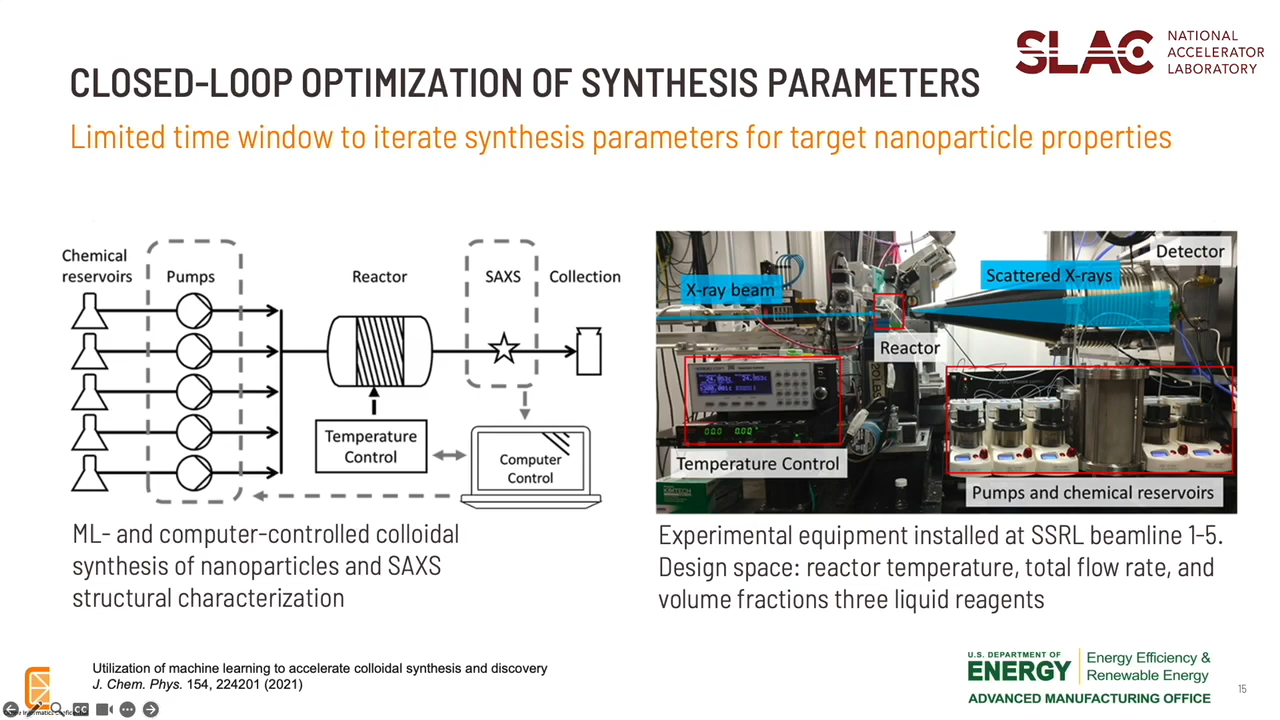 SLAC
NATIONAL
ACCELERATOR
LABORATORY
CLOSED-LOOP OPTIMIZATION OF SYNTHESIS PARAMETERS
Limited time window to iterate synthesis parameters for target nanoparticle properties
Chemical
reservoirs
Pumps
Reactor
SAXS
Collection
Temperature
Control
Computer
Control
X-ray beam
Scattered X-rays
Detector
Reactor
Temperature Control
Pumps and chemical reservoirs
ML- and computer-controlled colloidal
synthesis of nanoparticles and SAXS
structural characterization
Experimental equipment installed at SSRL beamline 1-5.
Design space: reactor temperature, total flow rate, and
volume fractions three liquid reagents
Utilization of machine learning to accelerate colloidal synthesis and discovery
J. Chem. Phys. 154, 224201 (2021)
U.S. DEPARTMENT OF
ENERGY
Energy Efficiency &
Renewable Energy
ADVANCED MANUFACTURING OFFICE
15